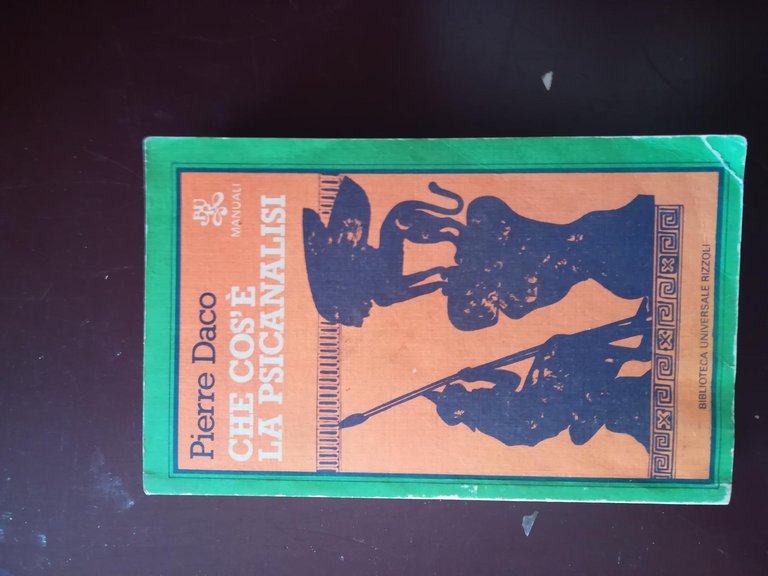 Pierre Daco
CHE COS'È
LA PSICANALISI
BUR
MANUALI
BIBLIOTECA UNIVERSALE RIZZOLI